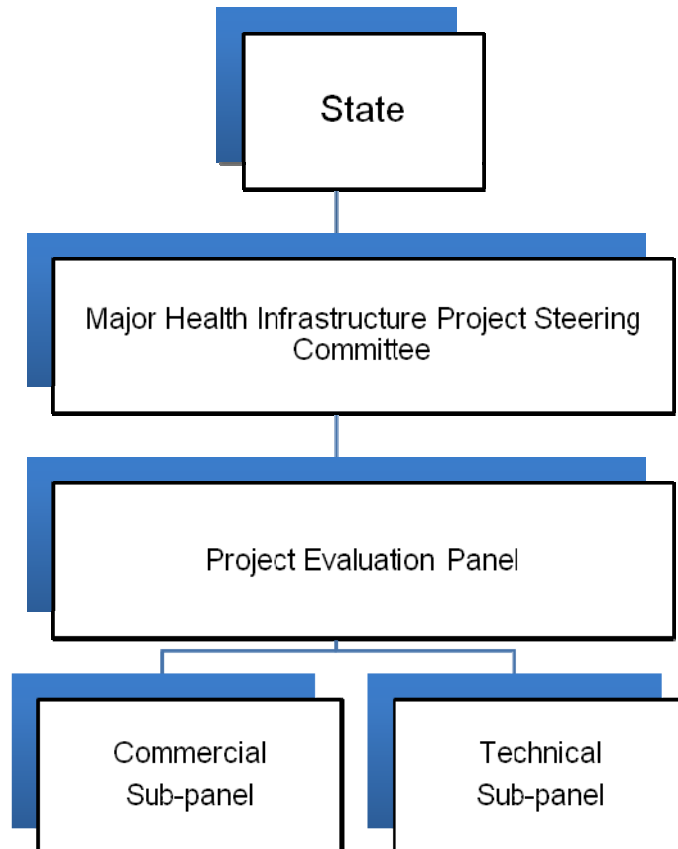 State
Major Health Infrastructure Project Steering
Committee
Project Evaluation Panel
Commercial
Sub-panel
Technical
Sub-panel